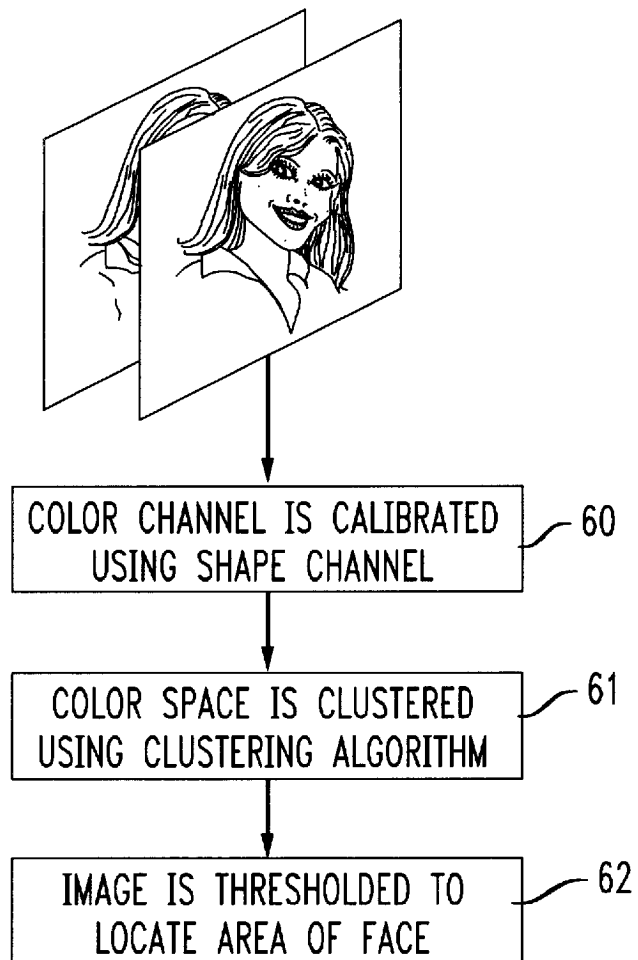 COLOR CHANNEL IS CALIBRATED
USING SHAPE CHANNEL
60
COLOR SPACE IS CLUSTERED
USING CLUSTERING ALGORITHM
61
IMAGE IS THRESHOLDED TO
LOCATE AREA OF FACE
62